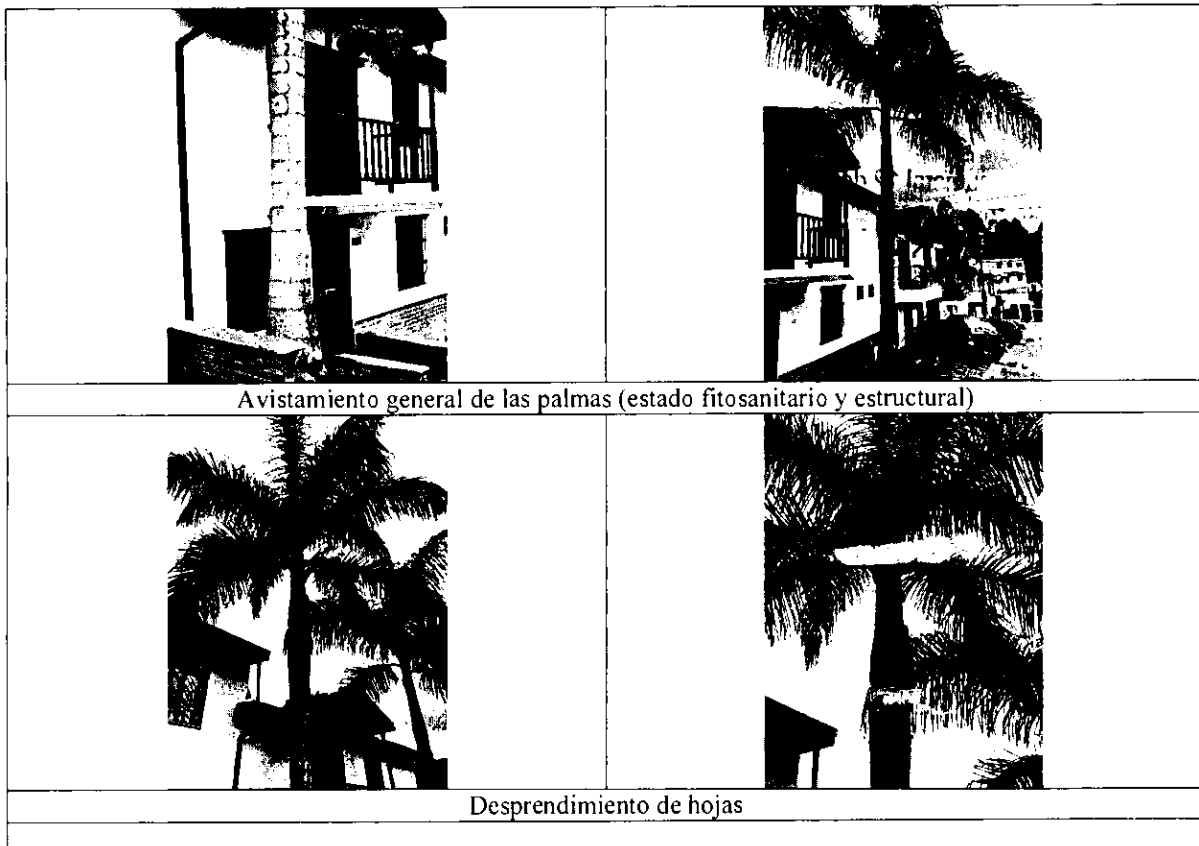 Avistamiento general de las palmas (estado fitosanitario y estructural)
Desprendimiento de hojas